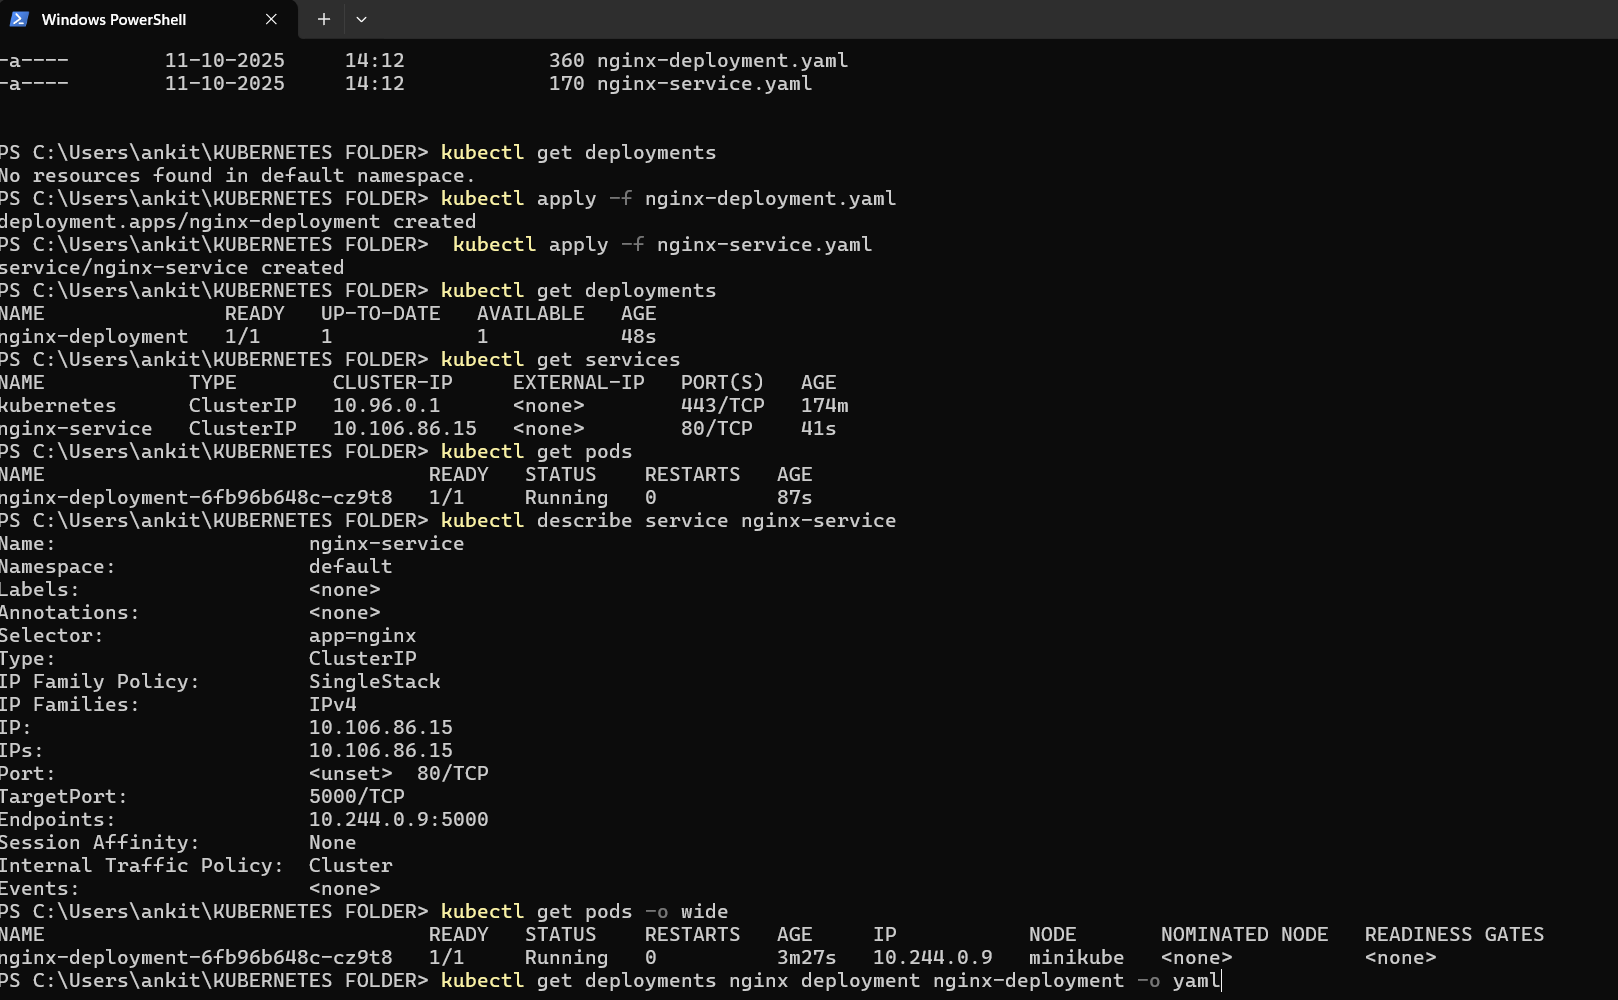 Windows PowerShell
-a---- 11-10-2025 14:12 360 nginx-deployment.yaml
-a---- 11-10-2025 14:12 170 nginx-service.yaml
PS C:\Users\ankit\KUBERNETES FOLDER> kubectl get deployments
No resources found in default namespace.
PS C:\Users\ankit\KUBERNETES FOLDER> kubectl apply -f nginx-deployment.yaml
deployment.apps/nginx-deployment created
PS C:\Users\ankit\KUBERNETES FOLDER>  kubectl apply -f nginx-service.yaml
service/nginx-service created
PS C:\Users\ankit\KUBERNETES FOLDER> kubectl get deployments
NAME READY UP-TO-DATE AVAILABLE AGE
nginx-deployment 1/1 1 1 48s
PS C:\Users\ankit\KUBERNETES FOLDER> kubectl get services
NAME TYPE CLUSTER-IP EXTERNAL-IP PORT(S) AGE
kubernetes ClusterIP 10.96.0.1 <none> 443/TCP 174m
nginx-service ClusterIP 10.106.86.15 <none> 80/TCP 41s
PS C:\Users\ankit\KUBERNETES FOLDER> kubectl get pods
NAME READY STATUS RESTARTS AGE
nginx-deployment-6fb96b648c-cz9t8 1/1 Running 0 87s
PS C:\Users\ankit\KUBERNETES FOLDER> kubectl describe service nginx-service
Name: nginx-service
Namespace: default
Labels: <none>
Annotations: <none>
Selector: app=nginx
Type: ClusterIP
IP Family Policy: SingleStack
IP Families: IPv4
IP: 10.106.86.15
IPs: 10.106.86.15
Port: <unset> 80/TCP
TargetPort: 5000/TCP
Endpoints: 10.244.0.9:5000
Session Affinity: None
Internal Traffic Policy: Cluster
Events: <none>
PS C:\Users\ankit\KUBERNETES FOLDER> kubectl get pods -o wide
NAME READY STATUS RESTARTS AGE IP NODE NOMINATED NODE READINESS GATES
nginx-deployment-6fb96b648c-cz9t8 1/1 Running 0 3m27s 10.244.0.9 minikube <none> <none>
PS C:\Users\ankit\KUBERNETES FOLDER> kubectl get deployments nginx deployment nginx-deployment -o yaml